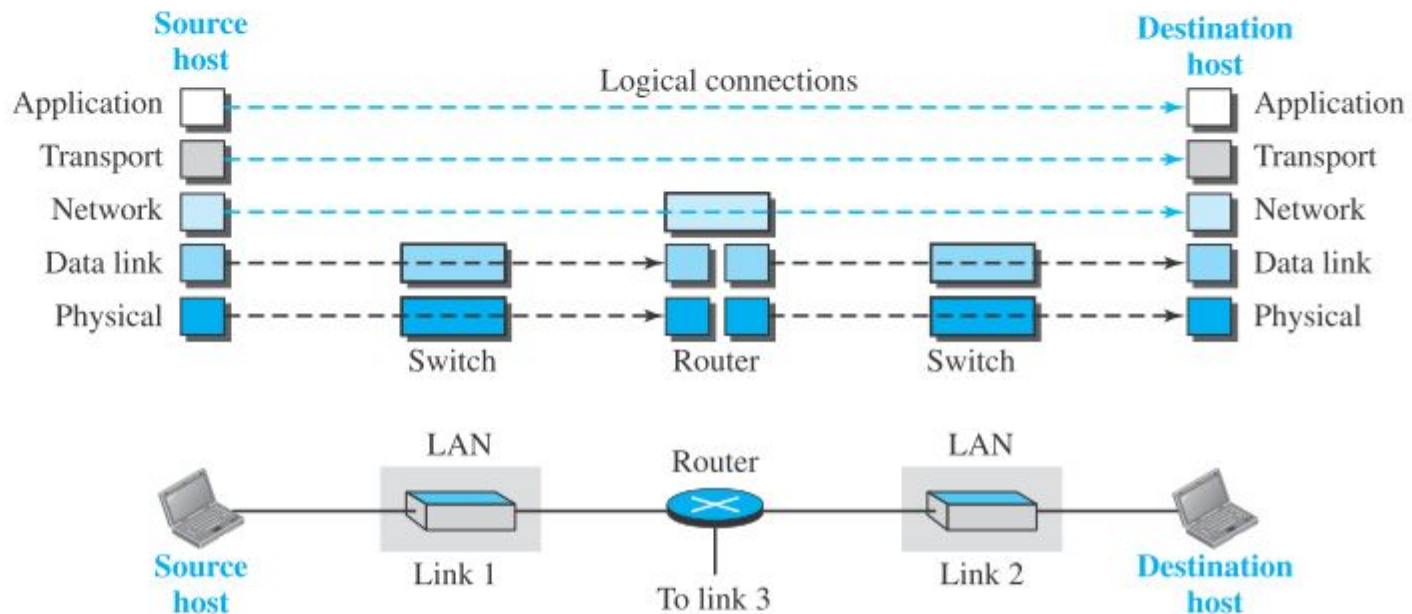 Source
host
Destination
host
Logical connections
Application
Application
Transport
Transport
Network
Network
Data link
Data link
Physical
Physical
Switch
Router
Switch
LAN
Router
LAN
Source
host
Link 1
To link 3
Link 2
Destination
host